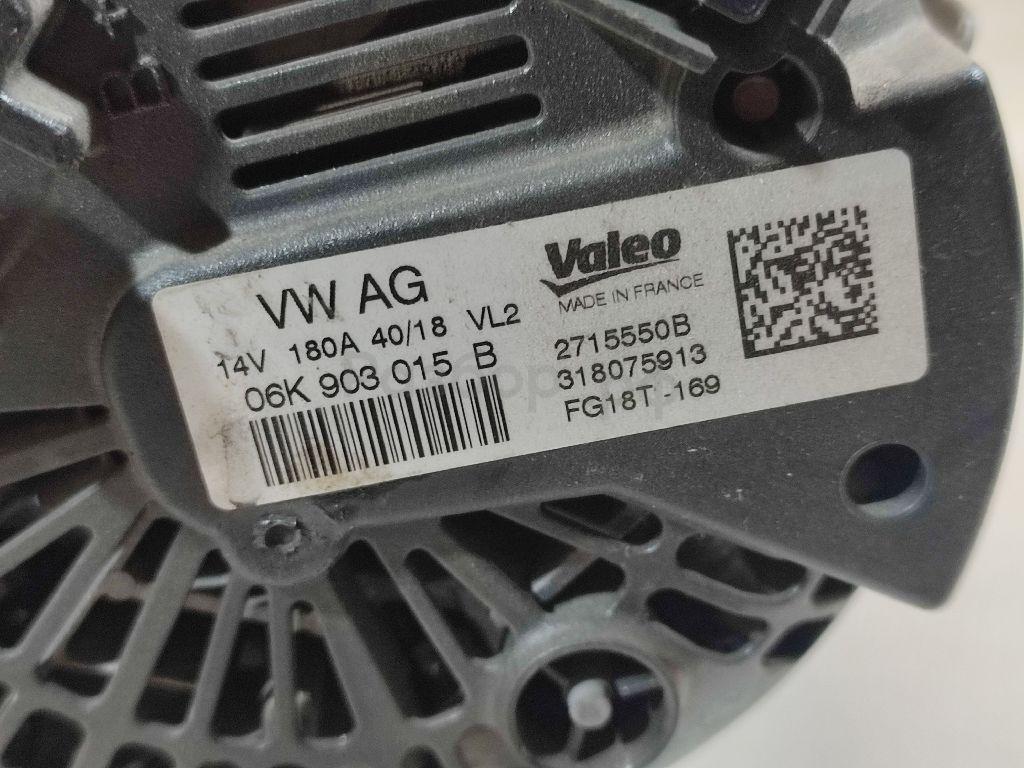 VW AG
14V 180A 40/18 VL2
06K 903 015 B
Valeo
MADE IN FRANCE
2715550B
318075913
FG18T -169